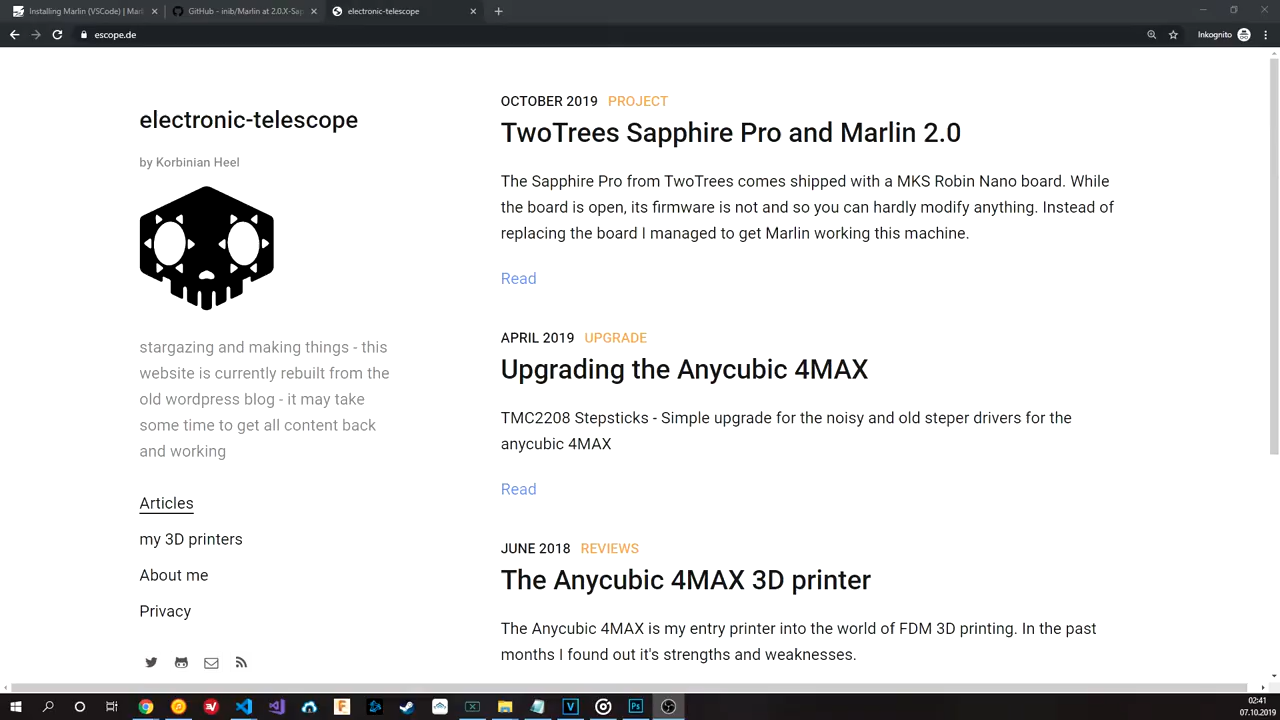 Installing Marlin (VSCode) | Marl
GitHub - inib/Marlin at 2.0.X-Sap
electronic-telescope
escope.de
Inkognito
electronic-telescope
by Korbinian Heel
stargazing and making things - this
website is currently rebuilt from the
old wordpress blog - it may take
some time to get all content back
and working
Articles
my 3D printers
About me
Privacy
OCTOBER 2019 PROJECT
TwoTrees Sapphire Pro and Marlin 2.0
The Sapphire Pro from TwoTrees comes shipped with a MKS Robin Nano board. While
the board is open, its firmware is not and so you can hardly modify anything. Instead of
replacing the board I managed to get Marlin working this machine.
Read
APRIL 2019 UPGRADE
Upgrading the Anycubic 4MAX
TMC2208 Stepsticks - Simple upgrade for the noisy and old steper drivers for the
anycubic 4MAX
Read
JUNE 2018 REVIEWS
The Anycubic 4MAX 3D printer
The Anycubic 4MAX is my entry printer into the world of FDM 3D printing. In the past
months I found out it's strengths and weaknesses.
02:41
07.10.2019